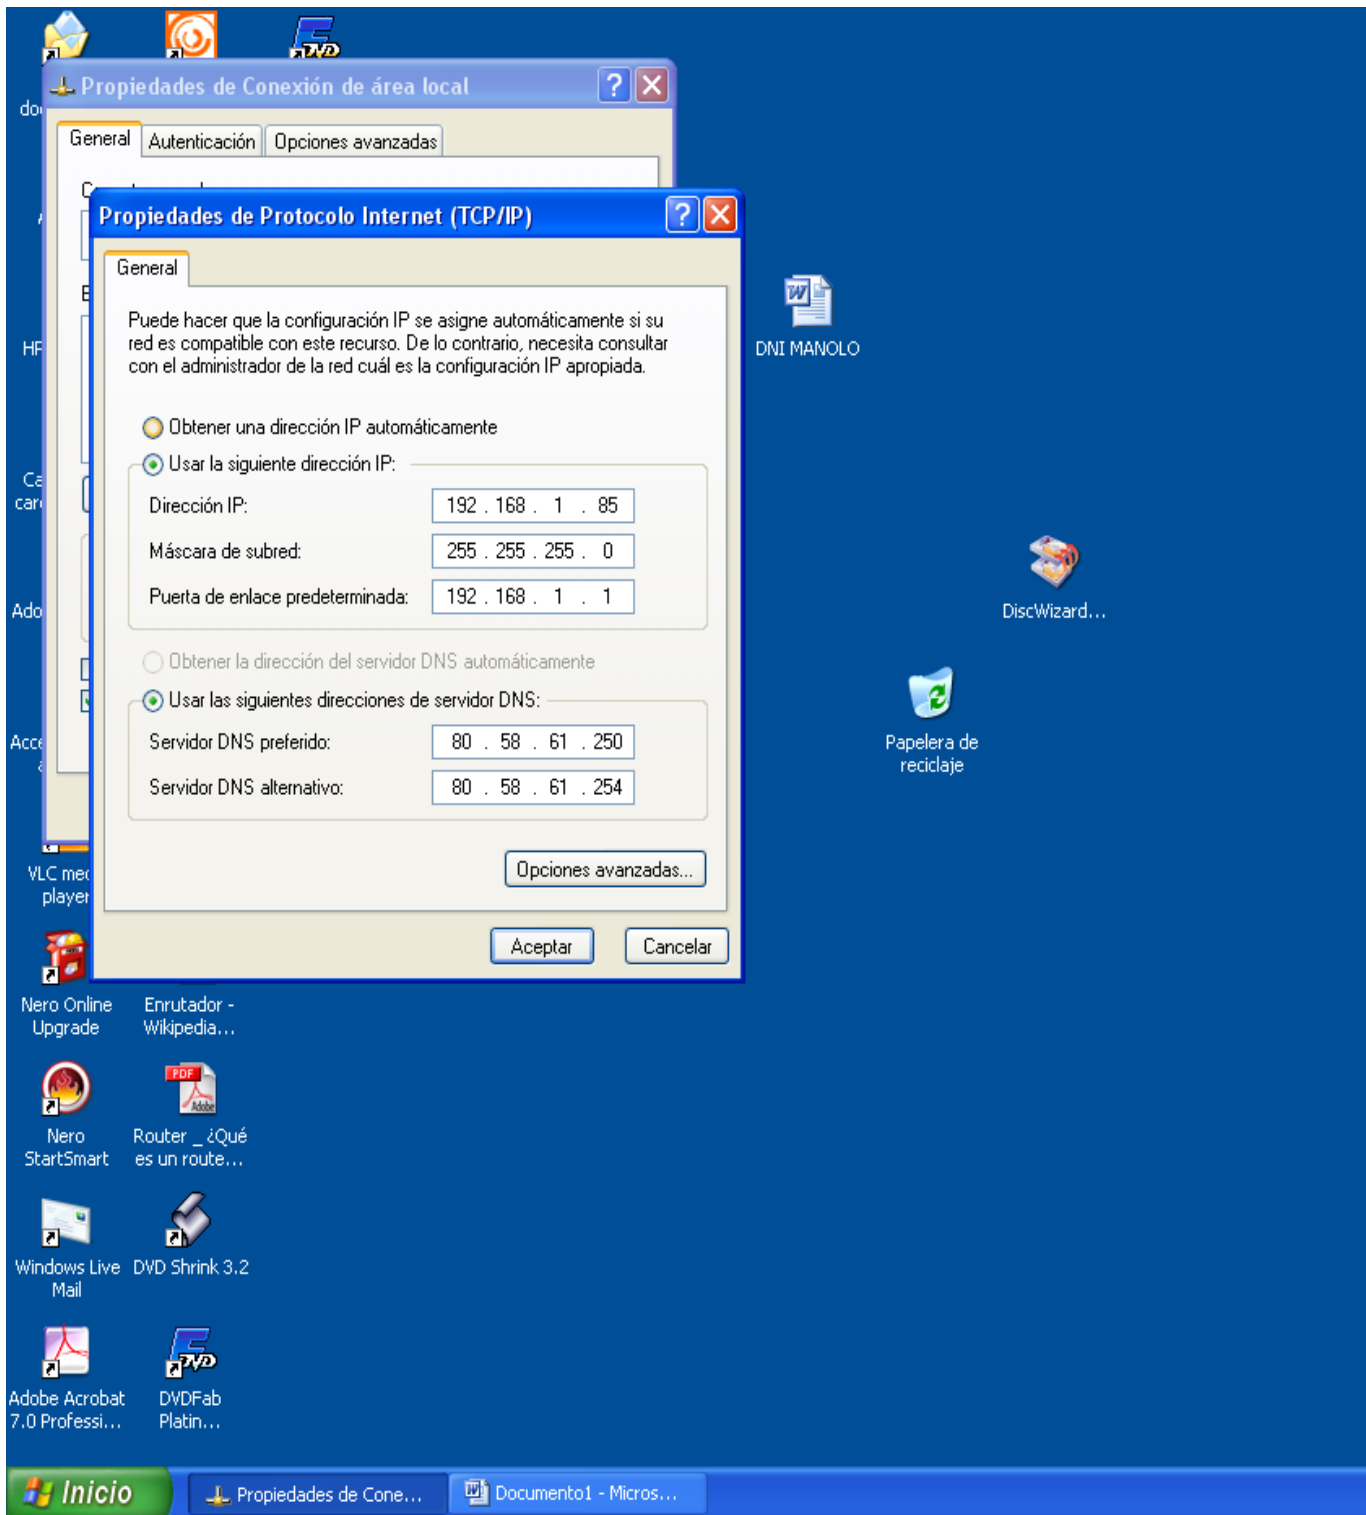 Propiedades de Conexión de área local
General
Autenticación
Opciones avanzadas
Propiedades de Protocolo Internet (TCP/IP)
General
Puede hacer que la configuración IP se asigne automáticamente si su
red es compatible con este recurso. De lo contrario, necesita consultar
con el administrador de la red cuál es la configuración IP apropiada.
Obtener una dirección IP automáticamente
Usar la siguiente dirección IP:
Dirección IP: 192 . 168 . 1 . 85
Máscara de subred: 255 . 255 . 255 . 0
Puerta de enlace predeterminada: 192 . 168 . 1 . 1
Obtener la dirección del servidor DNS automáticamente
Usar las siguientes direcciones de servidor DNS:
Servidor DNS preferido: 80 . 58 . 61 . 250
Servidor DNS alternativo: 80 . 58 . 61 . 254
Opciones avanzadas...
Aceptar
Cancelar
DNI MANOLO
DiscWizard...
Papelera de
reciclaje
VLC med
player
Nero Online
Upgrade
Enrutador -
Wikipedia...
Nero
StartSmart
PDF
Adobe
Router _ ¿Qué
es un route...
Windows Live
Mail
DVD Shrink 3.2
Adobe Acrobat
7.0 Professi...
DVD
DVDFab
Platin...
Inicio
Propiedades de Cone...
Documento1 - Micros...